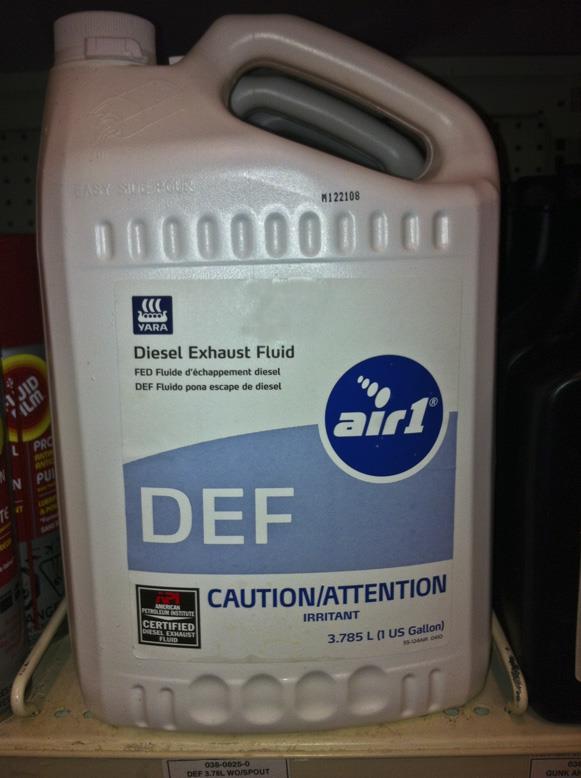 EASY SIDE POUR
M122108
YARA
Diesel Exhaust Fluid
FED Fluide d'échappement diesel
DEF Fluido pona escape de diesel
air1®
DEF
API
AMERICAN
PETROLEUM INSTITUTE
CERTIFIED
DIESEL EXHAUST
FLUID
CAUTION/ATTENTION
IRRITANT
3.785 L (1 US Gallon)
038-0825-0
DEF 3.78L WO/SPOUT